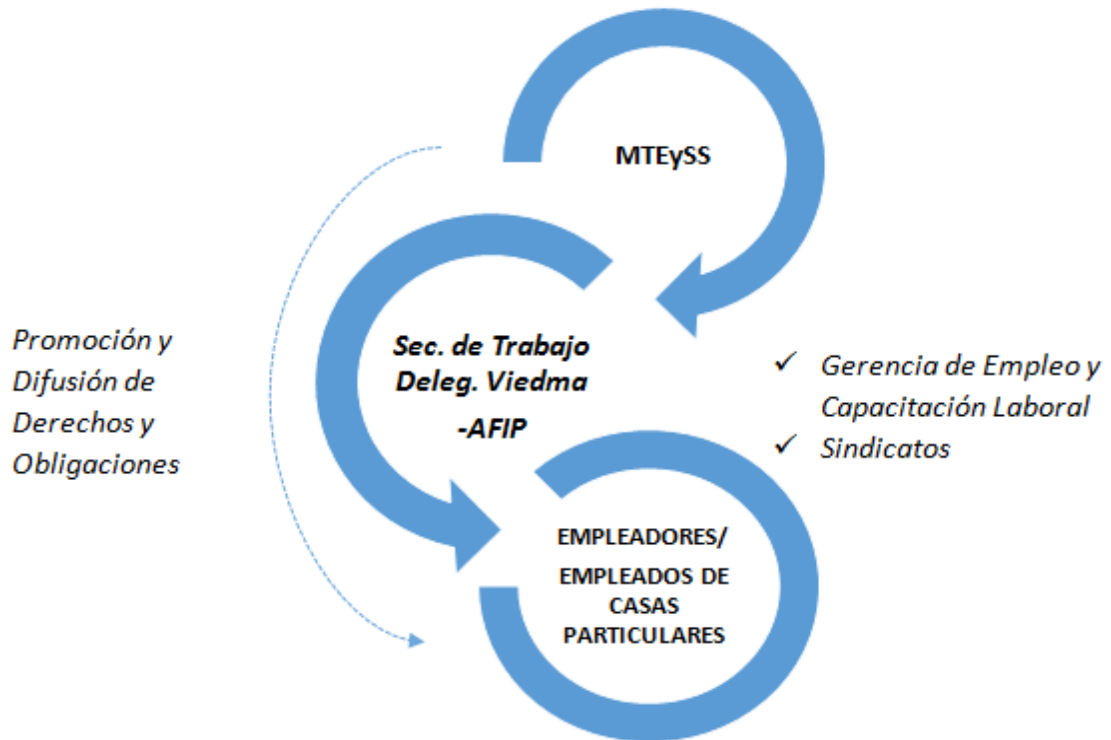 MTEySS
Promoción y
Difusión de
Derechos y
Obligaciones
Sec. de Trabajo
Deleg. Viedma
-AFIP
✓ Gerencia de Empleo y
Capacitación Laboral
✓ Sindicatos
EMPLEADORES/
EMPLEADOS DE
CASAS
PARTICULARES